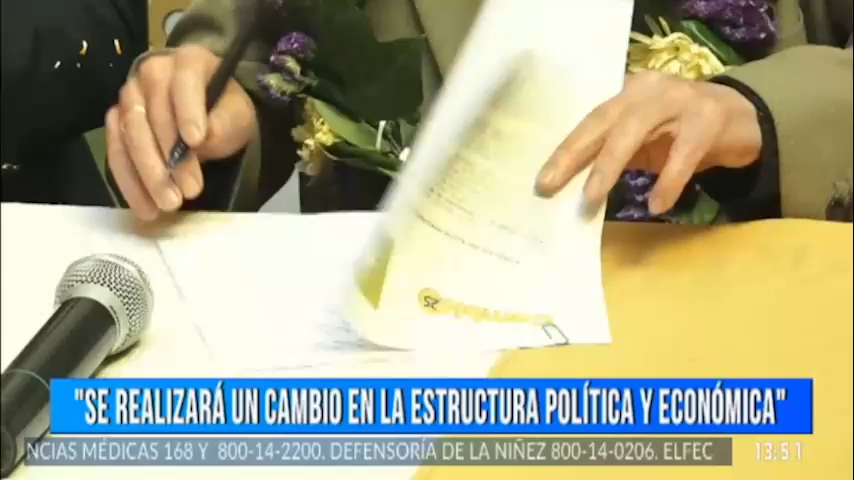 25
"SE REALIZARÁ UN CAMBIO EN LA ESTRUCTURA POLÍTICA Y ECONÓMICA"
NCIAS MÉDICAS 168 Y 800-14-2200. DEFENSORÍA DE LA NIÑEZ 800-14-0206. ELFEC
13:51